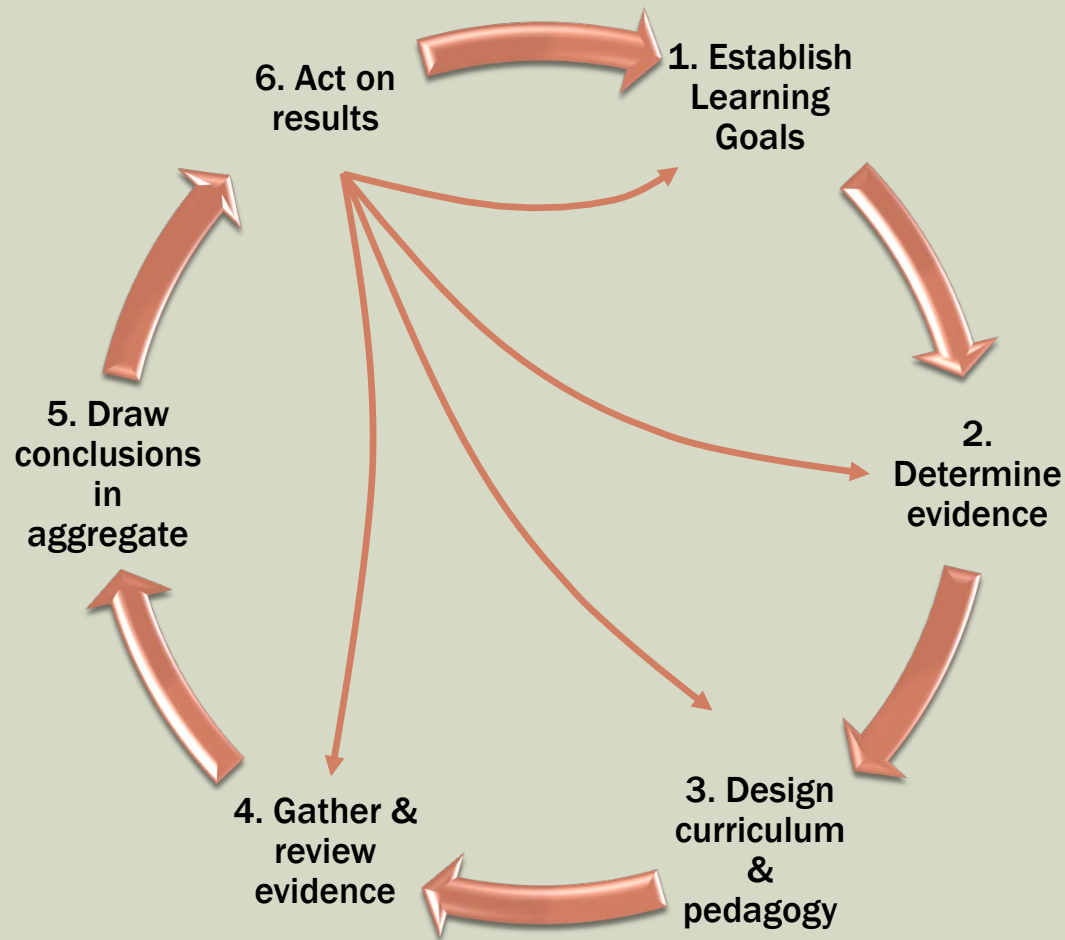 1. Establish
Learning
Goals
2.
Determine
evidence
3. Design
curriculum
&
pedagogy
4. Gather &
review
evidence
5. Draw
conclusions
in
aggregate
6. Act on
results